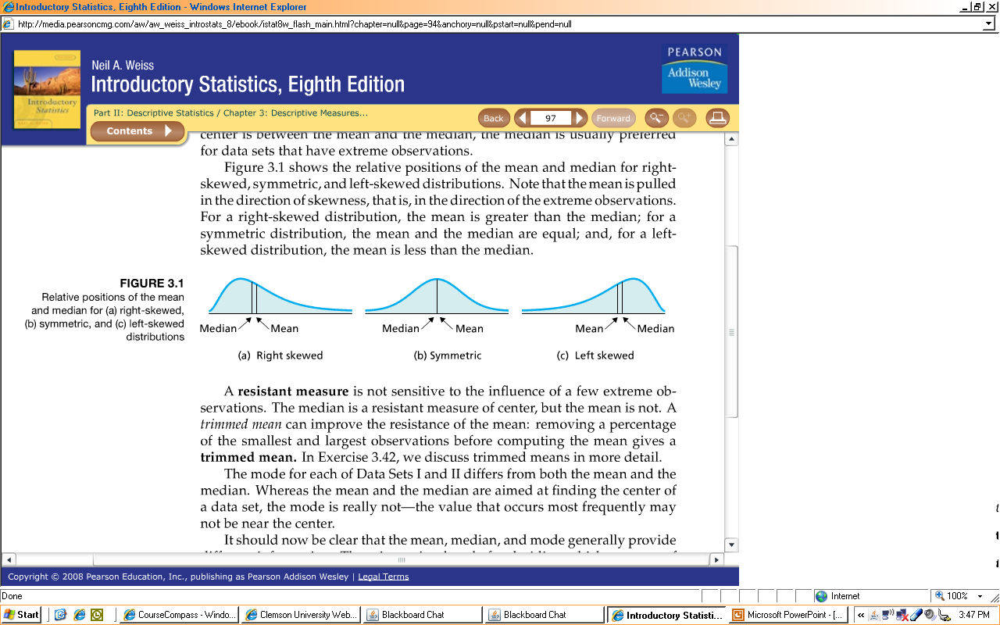 Introductory Statistics, Eighth Edition - Windows Internet Explorer
http://media.pearsoncmg.com/aw/aw_weiss_introstats_8/ebook/istat8w_flash_main.html?chapter=null&page=94&anchory=null&pstart=null&pend=null
Neil A. Weiss
Introductory Statistics, Eighth Edition
PEARSON
Addison
Wesley
Introductory
Statistics
Part II: Descriptive Statistics / Chapter 3: Descriptive Measures...
Contents
Back
97
Forward
center is between the mean and the median, the median is usually preferred
for data sets that have extreme observations.
Figure 3.1 shows the relative positions of the mean and median for right-
skewed, symmetric, and left-skewed distributions. Note that the mean is pulled
in the direction of skewness, that is, in the direction of the extreme observations.
For a right-skewed distribution, the mean is greater than the median; for a
symmetric distribution, the mean and the median are equal; and, for a left-
skewed distribution, the mean is less than the median.
FIGURE 3.1
Relative positions of the mean
and median for (a) right-skewed,
(b) symmetric, and (c) left-skewed
distributions
Median Mean
(a) Right skewed
Median Mean
(b) Symmetric
Mean Median
(c) Left skewed
A resistant measure is not sensitive to the influence of a few extreme ob-
servations. The median is a resistant measure of center, but the mean is not. A
trimmed mean can improve the resistance of the mean: removing a percentage
of the smallest and largest observations before computing the mean gives a
trimmed mean. In Exercise 3.42, we discuss trimmed means in more detail.
The mode for each of Data Sets I and II differs from both the mean and the
median. Whereas the mean and the median are aimed at finding the center of
a data set, the mode is really not—the value that occurs most frequently may
not be near the center.
It should now be clear that the mean, median, and mode generally provide
Copyright © 2008 Pearson Education, Inc., publishing as Pearson Addison Wesley | Legal Terms
Done
Internet
100%
Start
CourseCompass - Windo...
Clemson University Web...
Blackboard Chat
Blackboard Chat
Introductory Statisti...
Microsoft PowerPoint - [...
3:47 PM